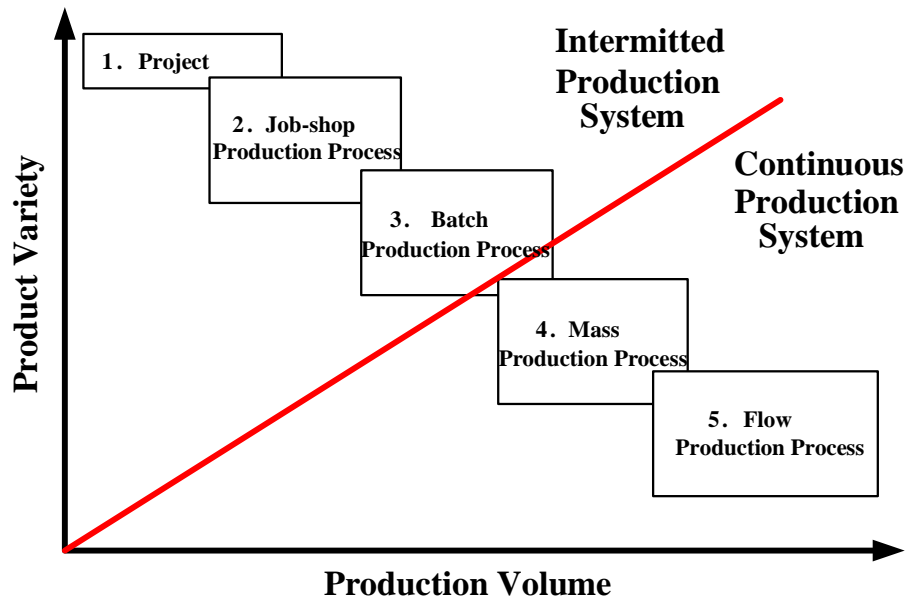 Product Variety
1. Project
2. Job-shop
Production Process
3. Batch
Production Process
4. Mass
Production Process
5. Flow
Production Process
Intermitted
Production
System
Continuous
Production
System
Production Volume